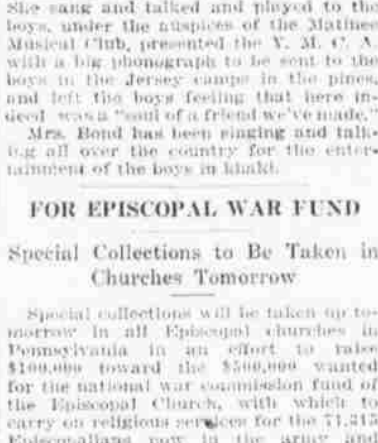 She sang and talked and played to the
boys, under the auspices of the Matinee
Musical Club, presented the Y. M. C. A.
with a big phonograph to be sent to the
boys in the Jersey camps in the pines,
and left the boys feeling that here in-
deed was a "soul of a friend we've made."
Mrs. Bond has been singing and talk-
ing all over the country for the enter-
tainment of the boys in khaki.
FOR EPISCOPAL WAR FUND
Special Collections to Be Taken in
Churches Tomorrow
Special collections will be taken up to-
morrow in all Episcopal churches in
Pennsylvania in an effort to raise
$100,000 toward the $500,000 wanted
for the national war commission fund of
the Episcopal Church, with which to
carry on religious services for the 71,215
Episcopalians now in the army and